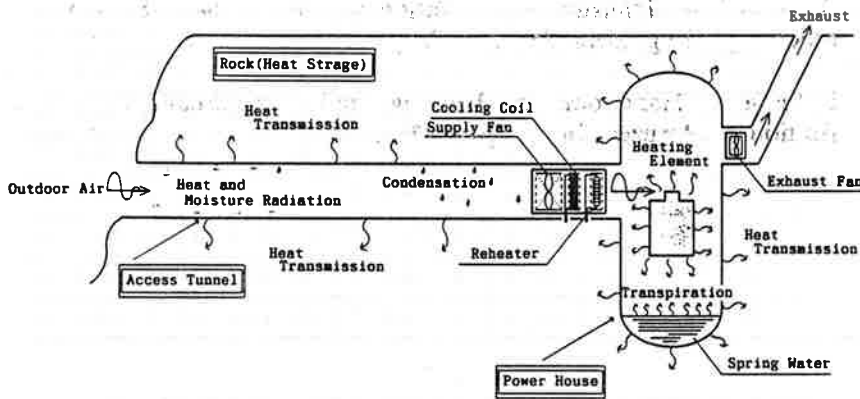 Exhaust
Rock(Heat Strage)
Heat
Transmission
Cooling Coil
Supply Fan
Heating
Element
Outdoor Air
Heat and
Moisture Radiation
Condensation
Exhaust Fan
Heat
Transmission
Reheater
Heat
Transmission
Access Tunnel
Transpiration
Spring Water
Power House